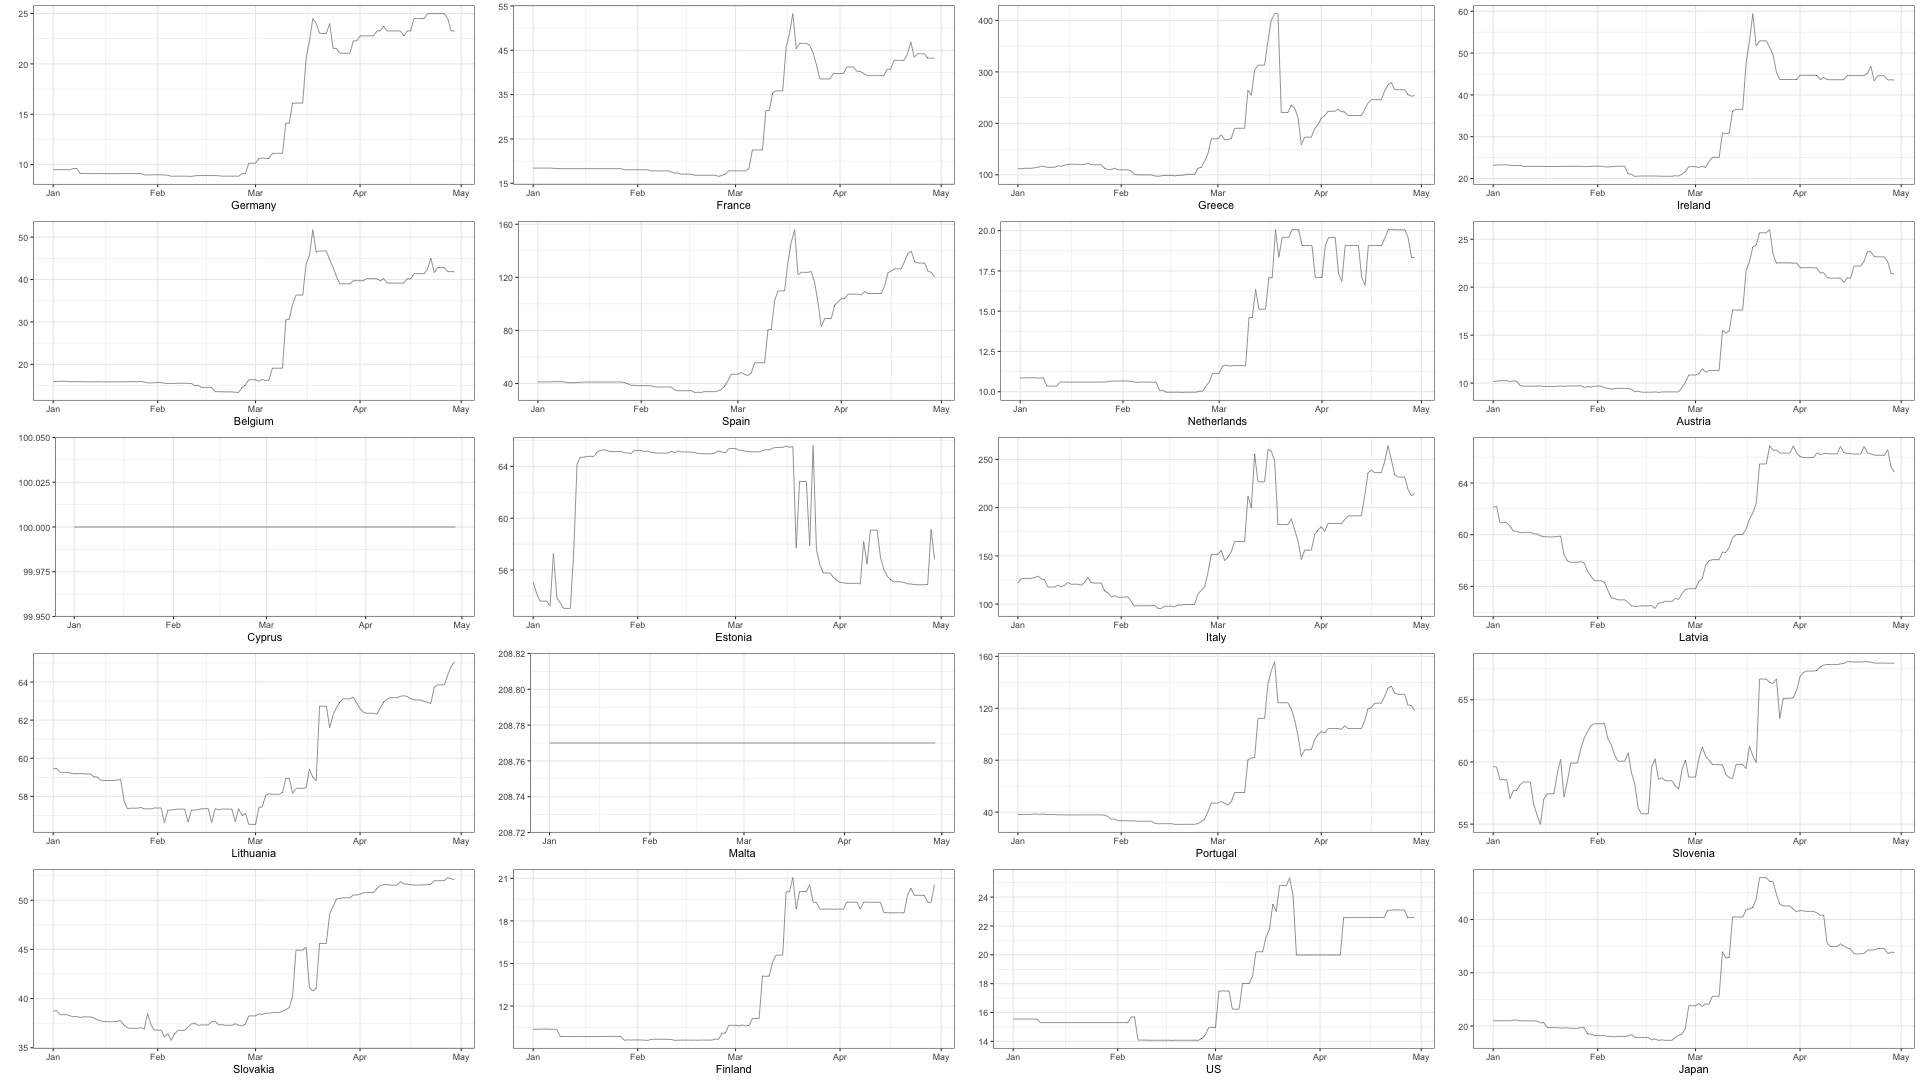 25
20
15
10
Jan Feb Mar Apr May
Germany
55
45
35
25
15
Jan Feb Mar Apr May
France
400
300
200
100
Jan Feb Mar Apr May
Greece
60
50
40
30
20
Jan Feb Mar Apr May
Ireland
50
40
30
20
Jan Feb Mar Apr May
Belgium
160
120
80
40
Jan Feb Mar Apr May
Spain
20.0
17.5
15.0
12.5
10.0
Jan Feb Mar Apr May
Netherlands
25
20
15
10
Jan Feb Mar Apr May
Austria
100.050
100.025
100.000
99.975
99.950
Jan Feb Mar Apr May
Cyprus
64
60
56
Jan Feb Mar Apr May
Estonia
250
200
150
100
Jan Feb Mar Apr May
Italy
64
60
56
Jan Feb Mar Apr May
Latvia
64
62
60
58
Jan Feb Mar Apr May
Lithuania
208.82
208.80
208.78
208.76
208.74
208.72
Jan Feb Mar Apr May
Malta
160
120
80
40
Jan Feb Mar Apr May
Portugal
65
60
55
Jan Feb Mar Apr May
Slovenia
50
45
40
35
Jan Feb Mar Apr May
Slovakia
21
18
15
12
Jan Feb Mar Apr May
Finland
24
22
20
18
16
14
Jan Feb Mar Apr May
US
40
30
20
Jan Feb Mar Apr May
Japan